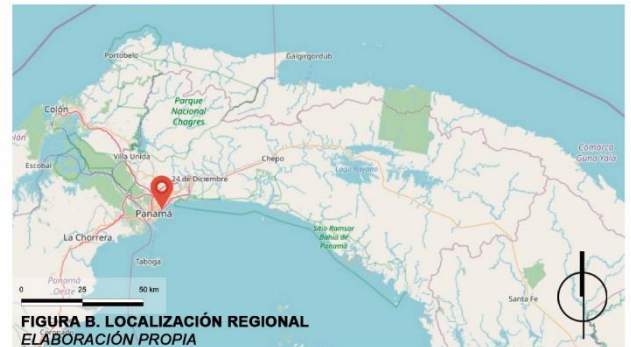 Portobelo
Gaigirgordub
Colón
Parque
Nacional
Chagres
Comarca
Guna Yala
Escobal
Villa Unida
24 de Diciembre
Chepo
Lago Bayano
Panamá
La Chorrera
Sitio Ramsar
Bahía de
Panamá
Taboga
Panamá
Oeste
0 25 50 km
Santa Fe
FIGURA B. LOCALIZACIÓN REGIONAL
ELABORACIÓN PROPIA